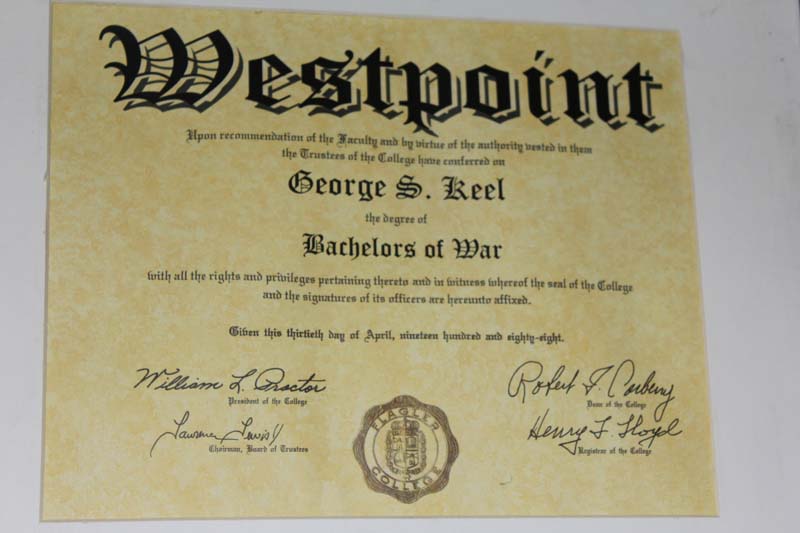 Westpoint
Upon recommendation of the Faculty and by virtue of the authority vested in them
the Trustees of the College have conferred on
George S. Keel
the degree of
Bachelors of War
with all the rights and privileges pertaining thereto and in witness whereof the seal of the College
and the signatures of its officers are hereunto affixed.
Given this thirtieth day of April, nineteen hundred and eighty-eight.
William L. Proctor
President of the College
Robert F. Carberry
Dean of the College
Lawrence Lewis Jr
Chairman, Board of Trustees
Henry F. Lloyd
Registrar of the College
FLAGLER
COLLEGE